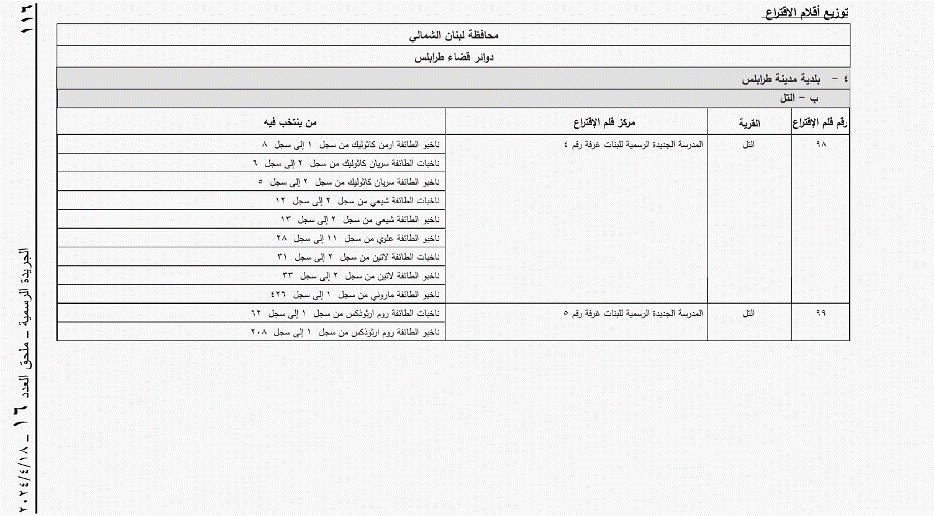 توزيع أقلام الاقتراع
محافظة لبنان الشمالي
دوائر قضاء طرابلس
٤ - بلدية مدينة طرابلس
ب - التل
رقم قلم الإقتراع القرية مركز قلم الإقتراع من ينتخب فيه
٩٨ التل المدرسة الجديدة الرسمية للبنات غرفة رقم ٤ ناخبو الطائفة ارمن كاثوليك من سجل ١ إلى سجل ٨
ناخبات الطائفة سريان كاثوليك من سجل ٢ إلى سجل ٦
ناخبو الطائفة سريان كاثوليك من سجل ٢ إلى سجل ٥
ناخبات الطائفة شيعي من سجل ٢ إلى سجل ١٢
ناخبو الطائفة شيعي من سجل ٢ إلى سجل ١٣
ناخبو الطائفة علوي من سجل ١١ إلى سجل ٢٨
ناخبات الطائفة لاتين من سجل ٢ إلى سجل ٣١
ناخبو الطائفة لاتين من سجل ٢ إلى سجل ٣٣
ناخبو الطائفة ماروني من سجل ١ إلى سجل ٤٢٦
٩٩ التل المدرسة الجديدة الرسمية للبنات غرفة رقم ٥ ناخبات الطائفة روم ارثوذكس من سجل ١ إلى سجل ٦٢
ناخبو الطائفة روم ارثوذكس من سجل ١ إلى سجل ٢٠٨
١١٦
الجريدة الرسمية – ملحق العدد ١٦ – ٢٠٢٤/٤/١٨